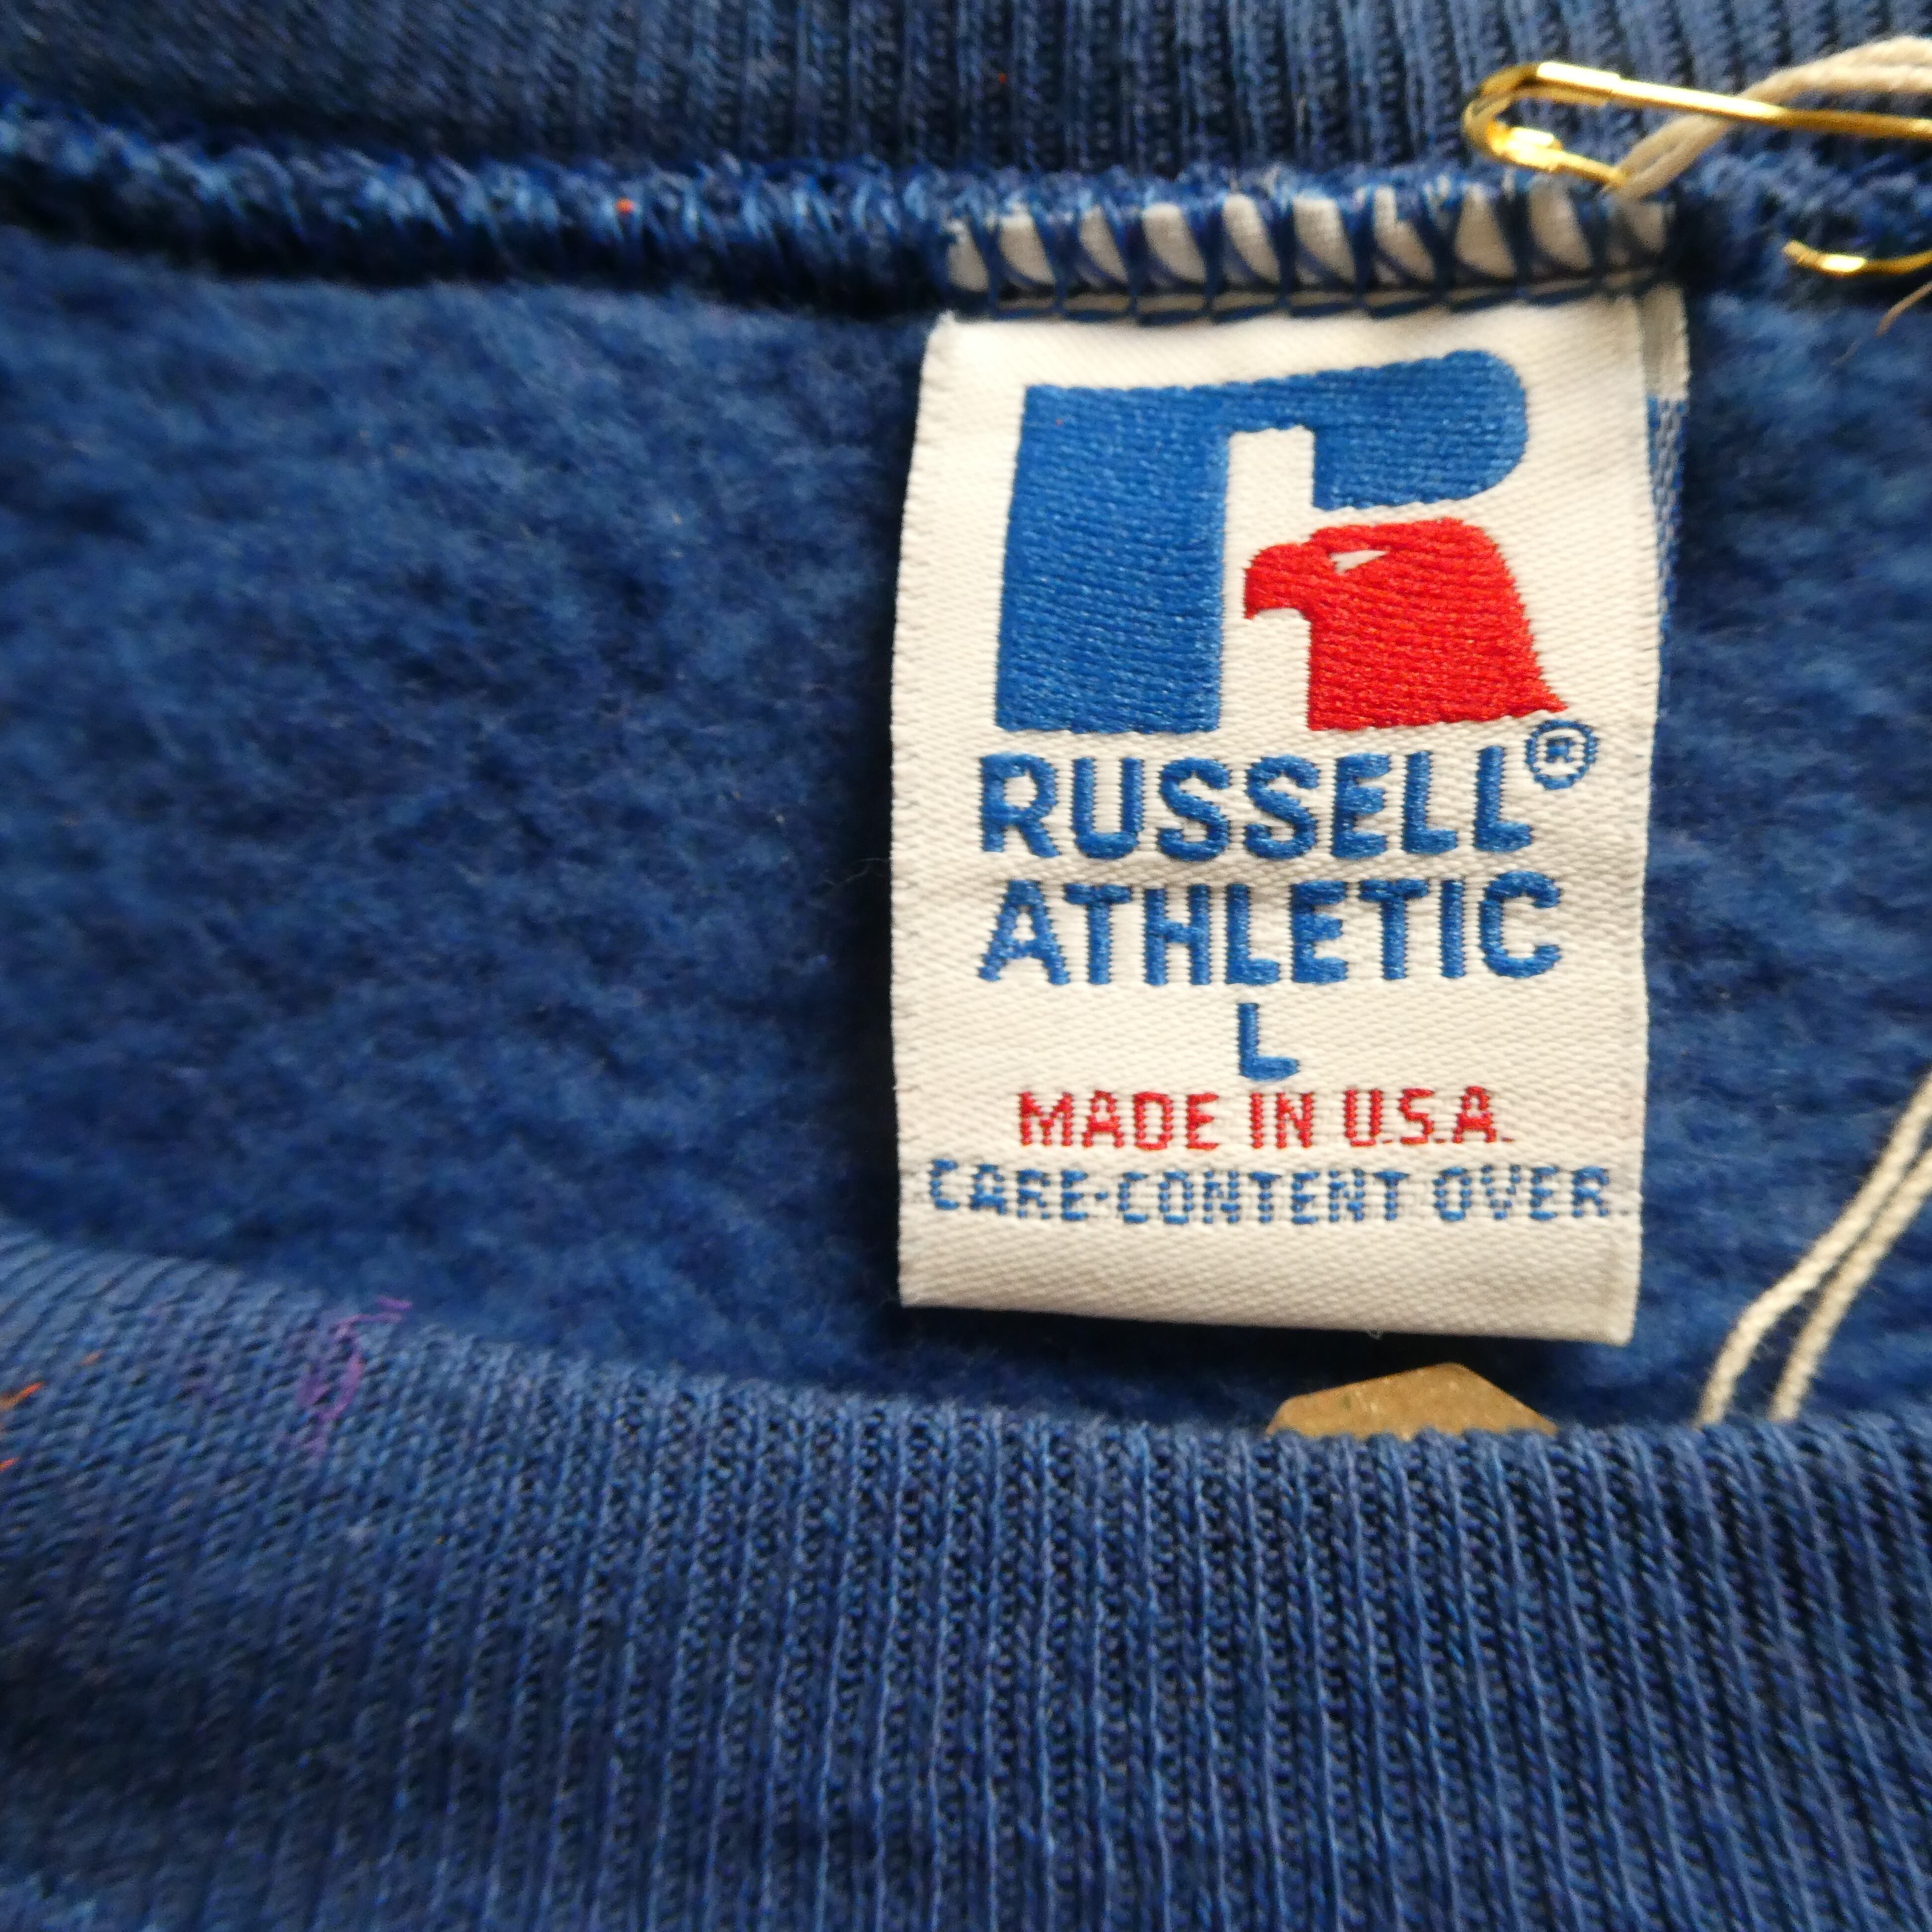 RUSSELL®
ATHLETIC
L
MADE IN U.S.A.
CARE-CONTENT OVER